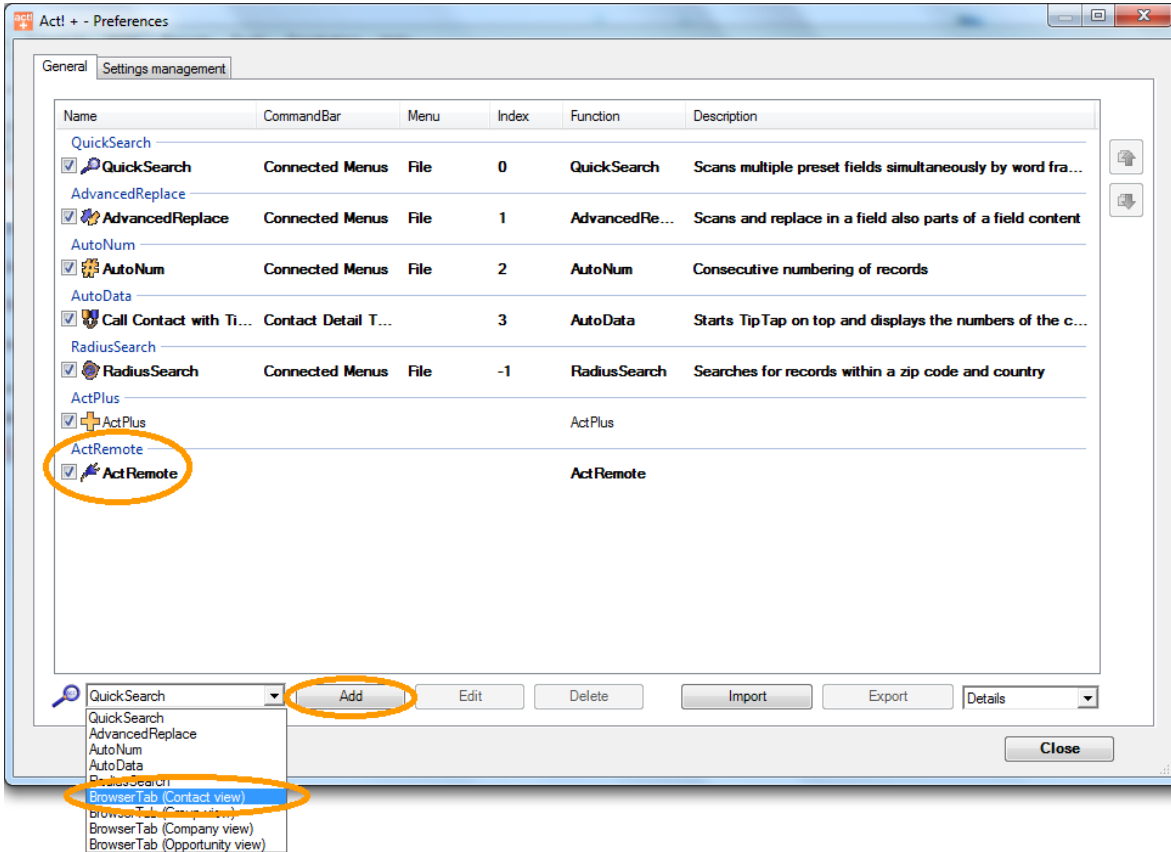 act! +
Act! + - Preferences
General Settings management
Name CommandBar Menu Index Function Description
QuickSearch
QuickSearch Connected Menus File 0 QuickSearch Scans multiple preset fields simultaneously by word fra...
AdvancedReplace
AdvancedReplace Connected Menus File 1 AdvancedRe... Scans and replace in a field also parts of a field content
AutoNum
AutoNum Connected Menus File 2 AutoNum Consecutive numbering of records
AutoData
Call Contact with Ti... Contact Detail T... 3 AutoData Starts TipTap on top and displays the numbers of the c...
RadiusSearch
RadiusSearch Connected Menus File -1 RadiusSearch Searches for records within a zip code and country
ActPlus
ActPlus ActPlus
ActRemote
ActRemote ActRemote
QuickSearch Add Edit Delete Import Export Details
QuickSearch
AdvancedReplace
AutoNum
AutoData
RadiusSearch
BrowserTab (Contact view)
BrowserTab (Group view)
BrowserTab (Company view)
BrowserTab (Opportunity view)
Close